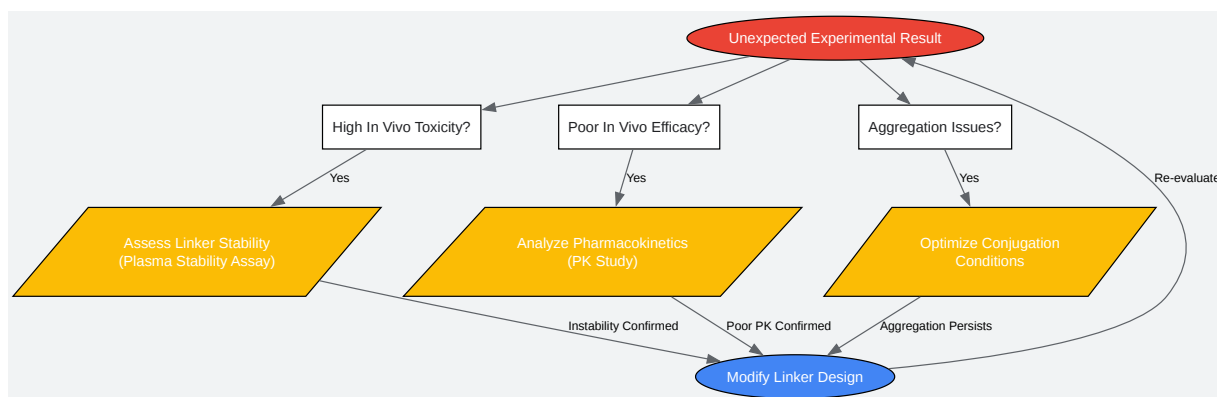 Unexpected Experimental Result
High In Vivo Toxicity?
Poor In Vivo Efficacy?
Aggregation Issues?
Yes
Yes
Yes
Re-evaluate
Assess Linker Stability
(Plasma Stability Assay)
Analyze Pharmacokinetics
(PK Study)
Optimize Conjugation
Conditions
Instability Confirmed
Poor PK Confirmed
Aggregation Persists
Modify Linker Design